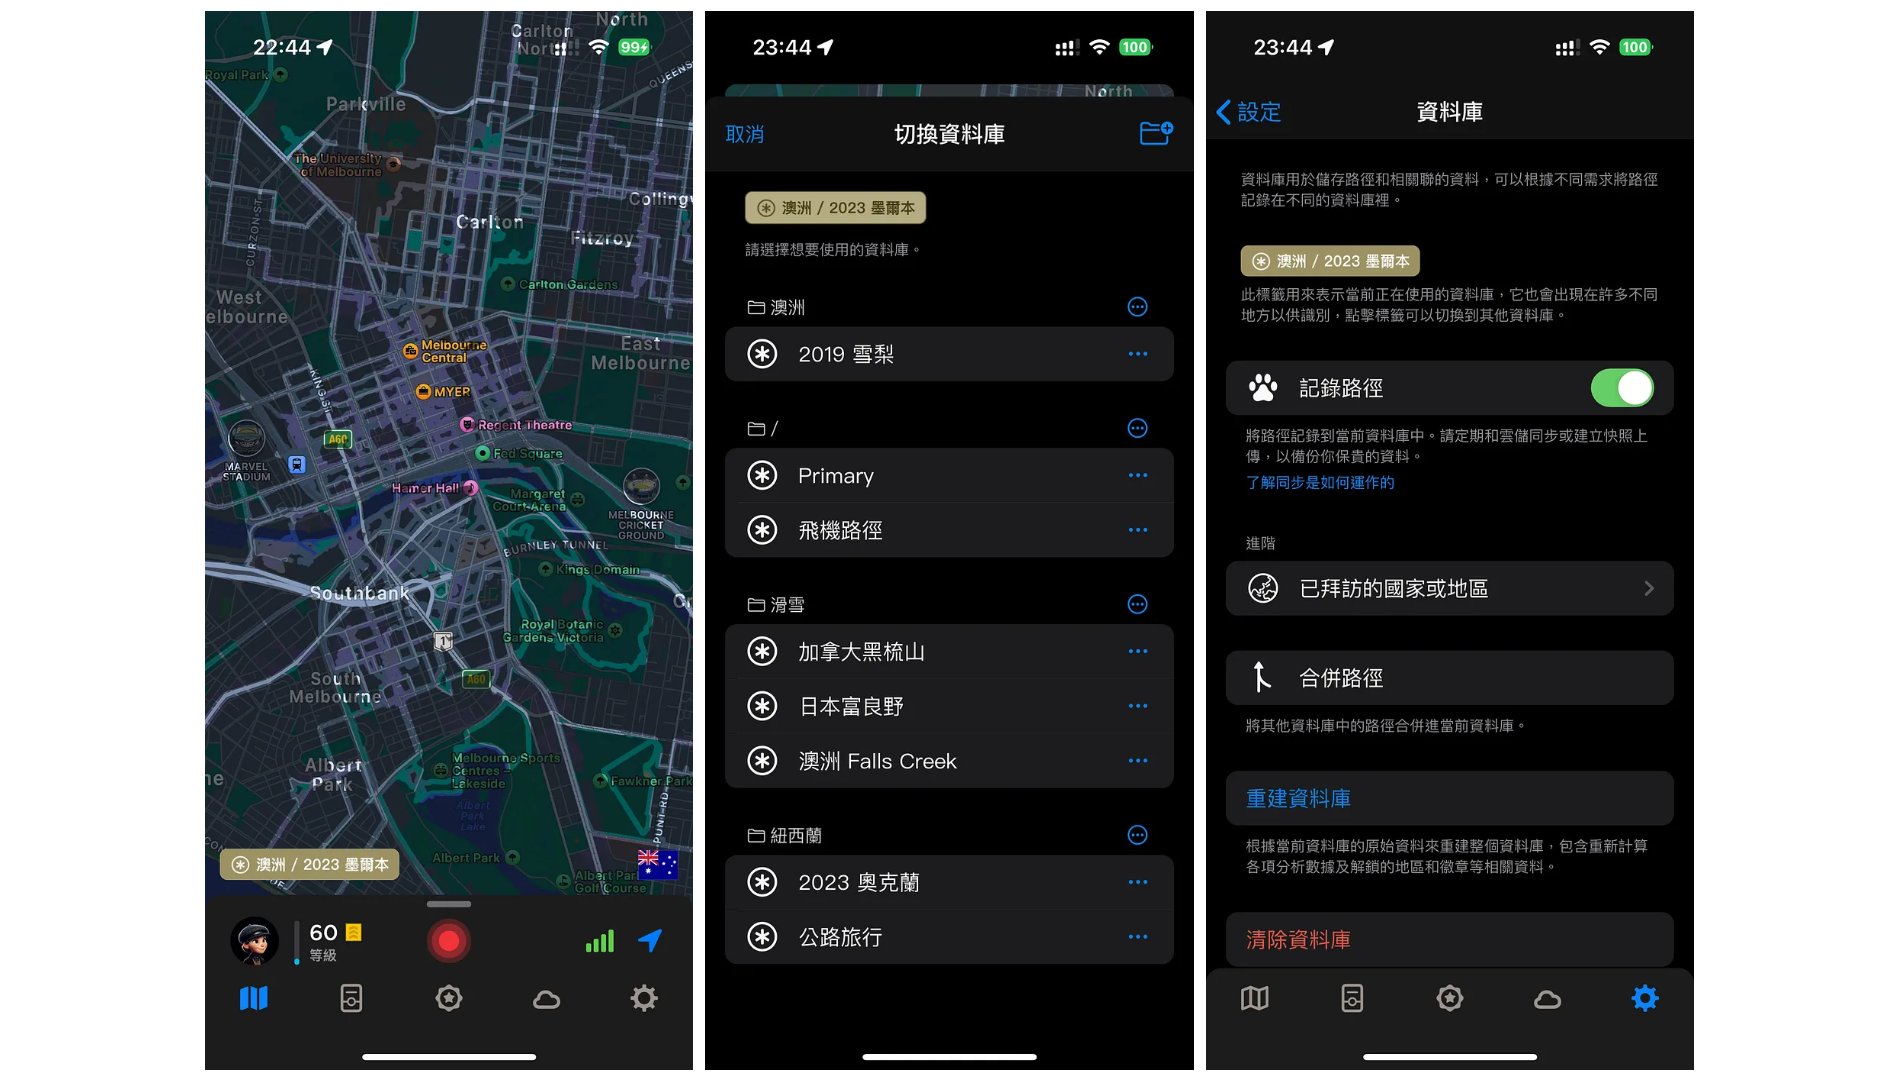 22:44
99
North
Carlton
North
Royal Park
QUEENS
Parkville
The University
of Melbourne
Carlton
Collingw
Fitzroy
CURZON ST
Carlton Gardens
West
elbourne
Melbourne
Central
East
Melbourne
KING ST
MYER
Regent Theatre
A60
Fed Square
MARVEL
STADIUM
Hamer Hall
Margaret
Court Arena
MELBOURNE
CRICKET
GROUND
BURNLEY TUNNEL
Kings Domain
Southbank
Cr
Royal Botanic
Gardens Victoria
1
A60
South
Melbourne
Albert
Park
ne
Melbourne Sports
Centres –
Lakeside
Fawkner Park
Albert
Park
Lake
PUNT RD
Albert Park
澳洲 / 2023 墨爾本
Albert Par
Golf Course
60
等級
23:44
100
North
取消
切換資料庫
澳洲 / 2023 墨爾本
請選擇想要使用的資料庫。
澳洲
2019 雪梨
/
Primary
飛機路徑
滑雪
加拿大黑梳山
日本富良野
澳洲 Falls Creek
紐西蘭
2023 奧克蘭
公路旅行
23:44
100
設定
資料庫
資料庫用於儲存路徑和相關聯的資料，可以根據不同需求將路徑
記錄在不同的資料庫裡。
澳洲 / 2023 墨爾本
此標籤用來表示當前正在使用的資料庫，它也會出現在許多不同
地方以供識別，點擊標籤可以切換到其他資料庫。
記錄路徑
將路徑記錄到當前資料庫中。請定期和雲儲同步或建立快照上
傳，以備份你保貴的資料。
了解同步是如何運作的
進階
已拜訪的國家或地區
合併路徑
將其他資料庫中的路徑合併進當前資料庫。
重建資料庫
根據當前資料庫的原始資料來重建整個資料庫，包含重新計算
各項分析數據及解鎖的地區和徽章等相關資料。
清除資料庫